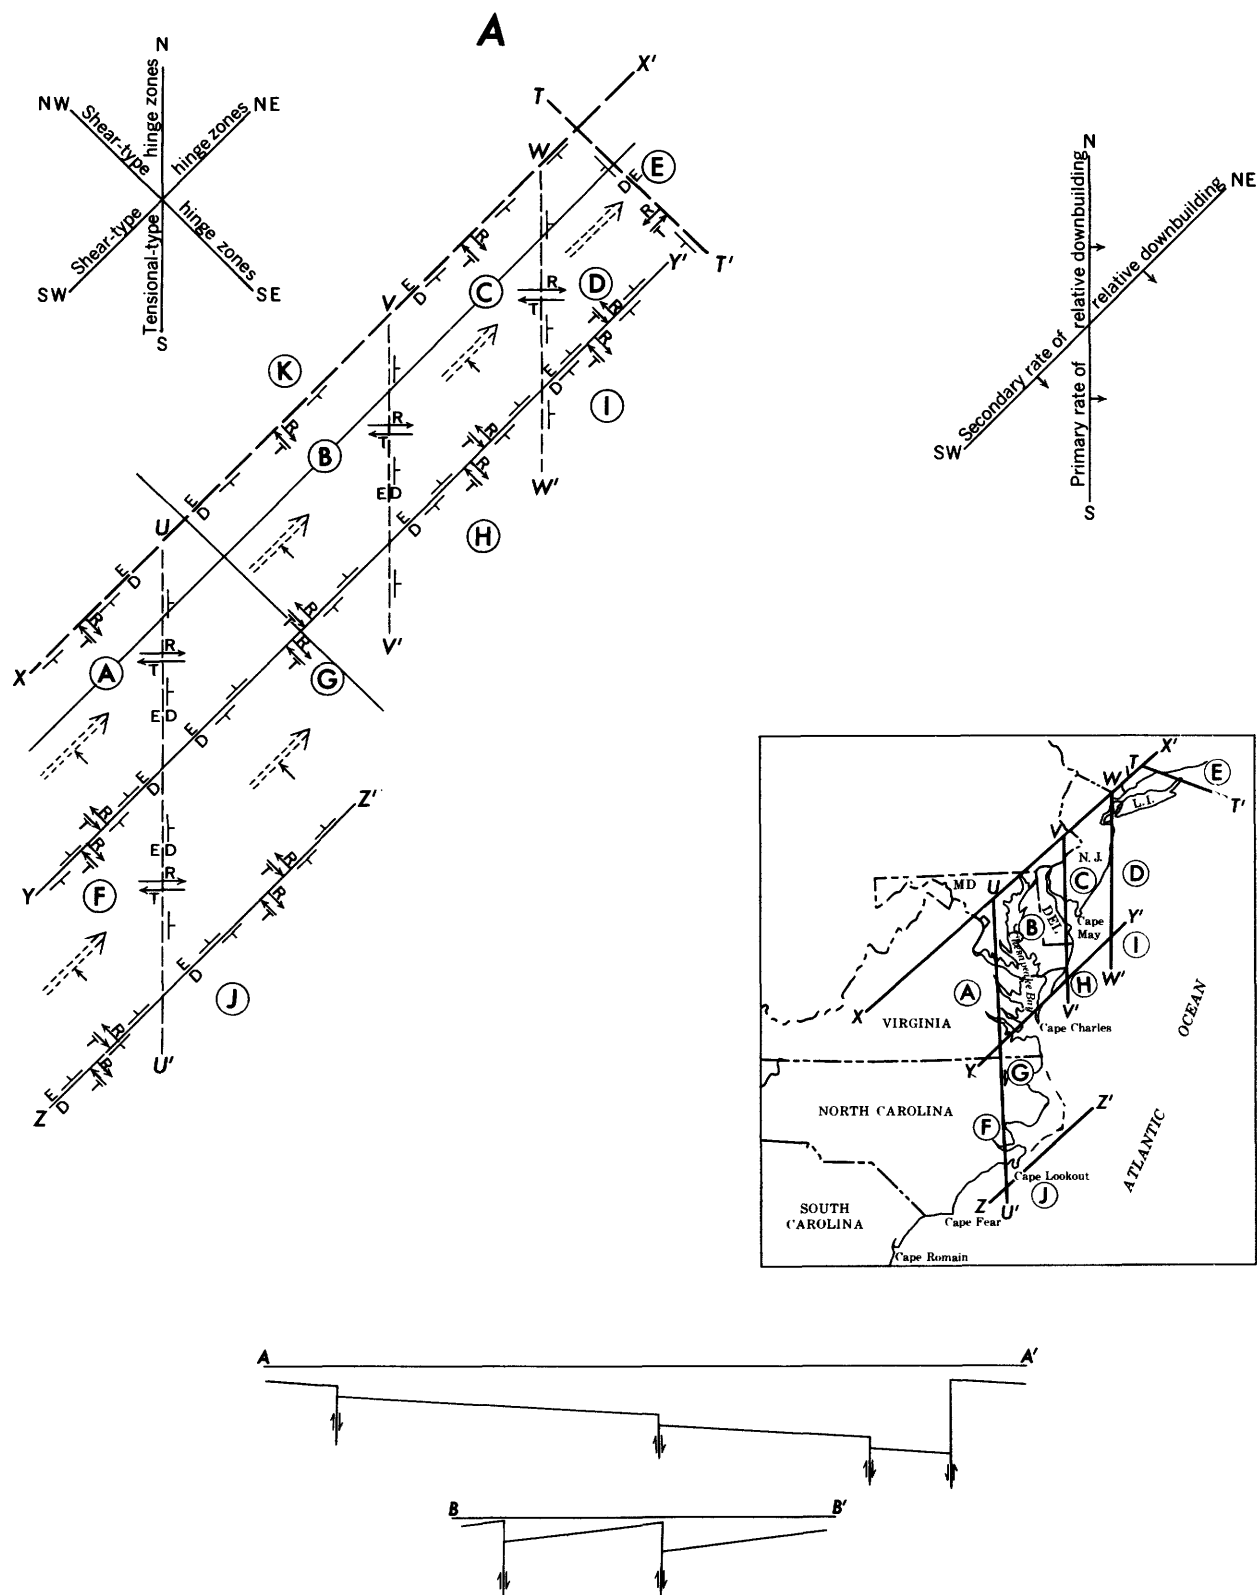 A
N
NW
NE
Shear-type
hinge zones
hinge zones
Shear-type
Tensional-type
hinge zones
SW
SE
S
T
X'
W
E
D E
R
T
T'
Y'
E
D
R
T
C
R
T
D
R
T
R
T
V
K
R
T
B
R
T
E
D
I
W'
R
T
R
T
E D
E
D
H
U
E
D
E
D
R
T
X
A
R
T
R
T
R
T
G
V'
E D
E
D
E
D
R
T
R
T
Y
F
E D
R
T
Z'
R
T
R
T
E
D
J
R
T
R
T
E
D
Z
U'
N
NE
Primary rate of relative downbuilding
Secondary rate of relative downbuilding
SW
S
X'
T
W
E
L. I.
T'
V
N. J.
MD
U
C
D
DEL
B
Cape
May
Y'
I
Chesapeake Bay
A
H
W'
V'
X
VIRGINIA
Cape Charles
OCEAN
Y
G
NORTH CAROLINA
Z'
F
ATLANTIC
Cape Lookout
J
Z
U'
SOUTH
CAROLINA
Cape Fear
Cape Romain
A
A'
B
B'